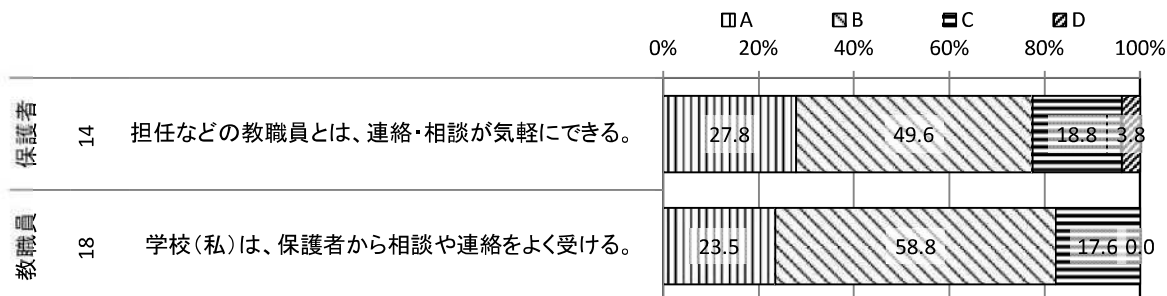 A B C D
0% 20% 40% 60% 80% 100%
保護者 14 担任などの教職員とは、連絡・相談が気軽にできる。 27.8 49.6 18.8 3.8
教職員 18 学校(私)は、保護者から相談や連絡をよく受ける。 23.5 58.8 17.6 0.0